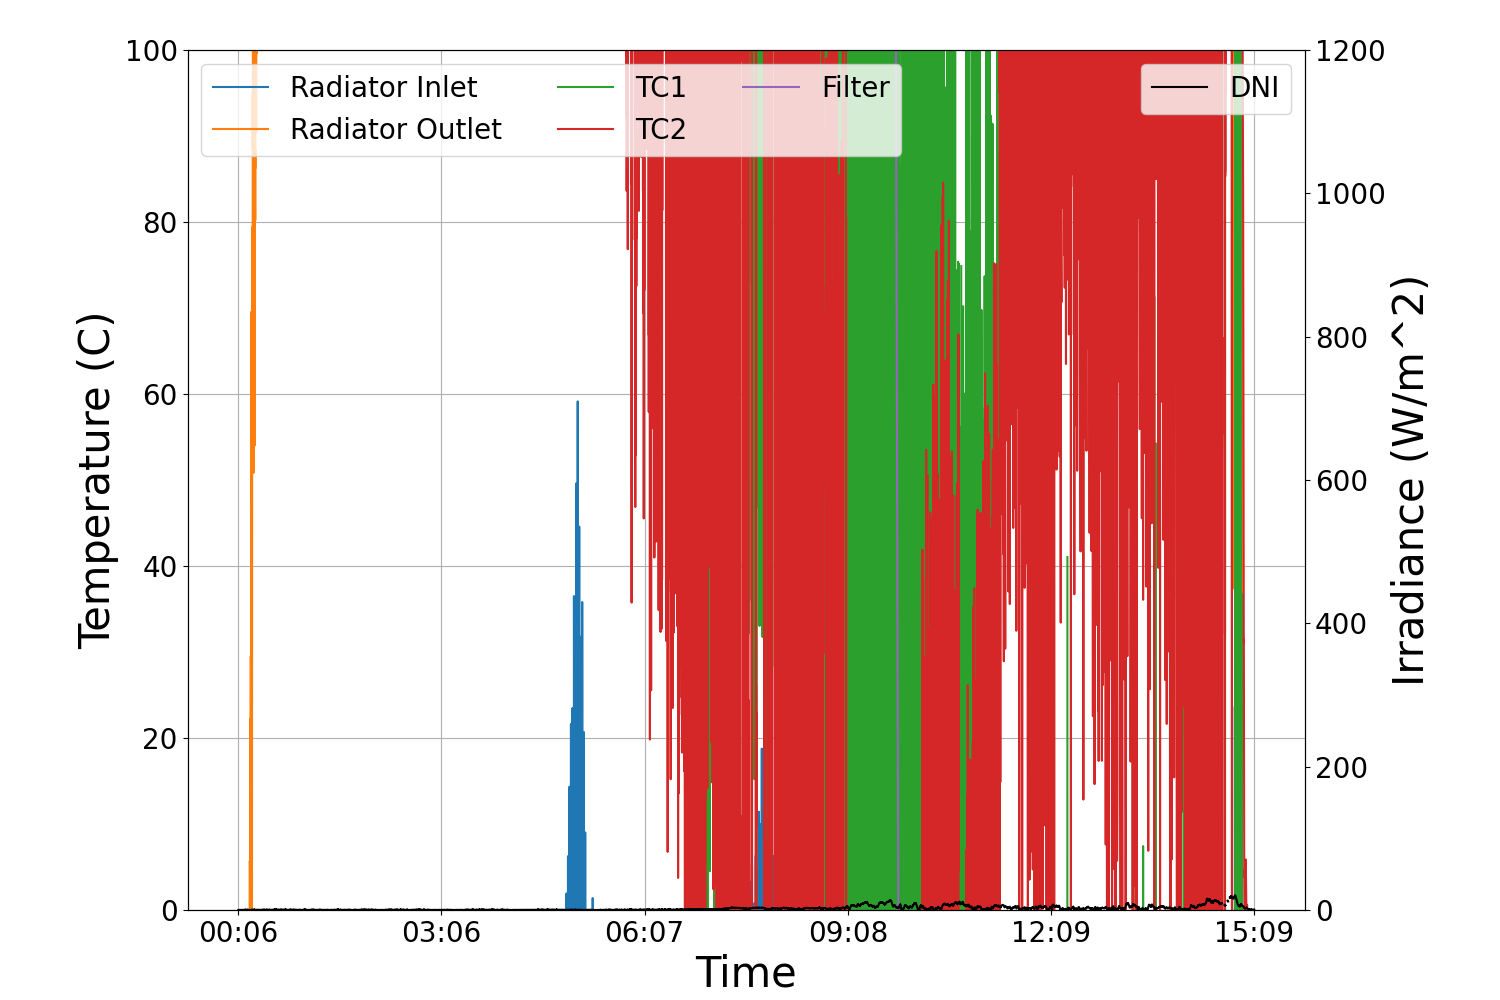 100
80
60
40
20
0
Temperature (C)
Radiator Inlet
Radiator Outlet
TC1
TC2
Filter
DNI
1200
1000
800
600
400
200
0
Irradiance (W/m^2)
00:06 03:06 06:07 09:08 12:09 15:09
Time